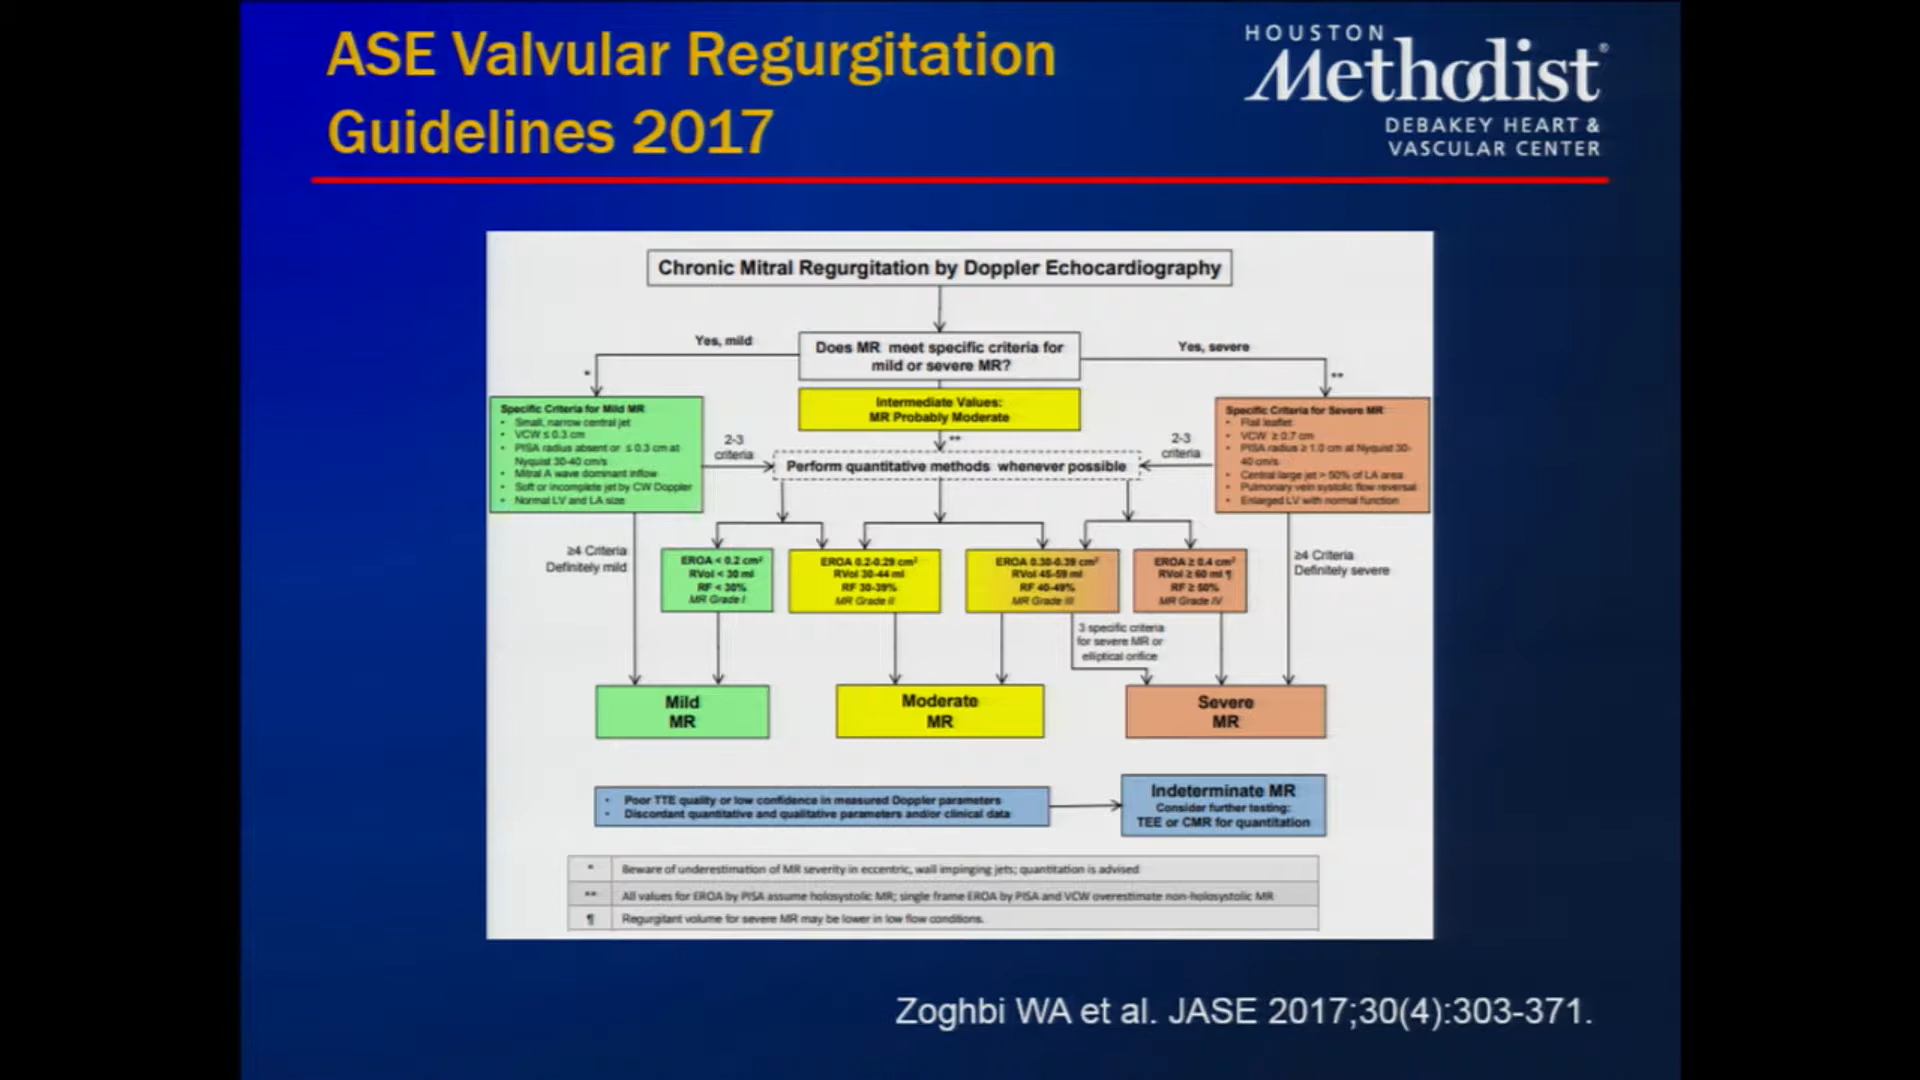 ASE Valvular Regurgitation
Guidelines 2017
HOUSTON
Methodist®
DEBAKEY HEART &
VASCULAR CENTER
Chronic Mitral Regurgitation by Doppler Echocardiography
Does MR meet specific criteria for
mild or severe MR?
Yes, mild
Yes, severe
*
**
Intermediate Values:
MR Probably Moderate
**
Specific Criteria for Mild MR
• Small, narrow central jet
• VCW ≤ 0.3 cm
• PISA radius absent or ≤ 0.3 cm at
Nyquist 30-40 cm/s
• Mitral A wave dominant inflow
• Soft or incomplete jet by CW Doppler
• Normal LV and LA size
2-3
criteria
Perform quantitative methods whenever possible
2-3
criteria
Specific Criteria for Severe MR
• Flail leaflet
• VCW ≥ 0.7 cm
• PISA radius ≥ 1.0 cm at Nyquist 30-
40 cm/s
• Central large jet > 50% of LA area
• Pulmonary vein systolic flow reversal
• Enlarged LV with normal function
≥4 Criteria
Definitely mild
EROA < 0.2 cm²
RVol < 30 ml
RF < 30%
MR Grade I
EROA 0.2-0.29 cm²
RVol 30-44 ml
RF 30-39%
MR Grade II
EROA 0.30-0.39 cm²
RVol 45-59 ml
RF 40-49%
MR Grade III
EROA ≥ 0.4 cm²
RVol ≥ 60 ml ¶
RF ≥ 50%
MR Grade IV
≥4 Criteria
Definitely severe
3 specific criteria
for severe MR or
elliptical orifice
Mild
MR
Moderate
MR
Severe
MR
• Poor TTE quality or low confidence in measured Doppler parameters
• Discordant quantitative and qualitative parameters and/or clinical data
Indeterminate MR
Consider further testing:
TEE or CMR for quantitation
* Beware of underestimation of MR severity in eccentric, wall impinging jets; quantitation is advised
** All values for EROA by PISA assume holosystolic MR; single frame EROA by PISA and VCW overestimate non-holosystolic MR
¶ Regurgitant volume for severe MR may be lower in low flow conditions.
Zoghbi WA et al. JASE 2017;30(4):303-371.